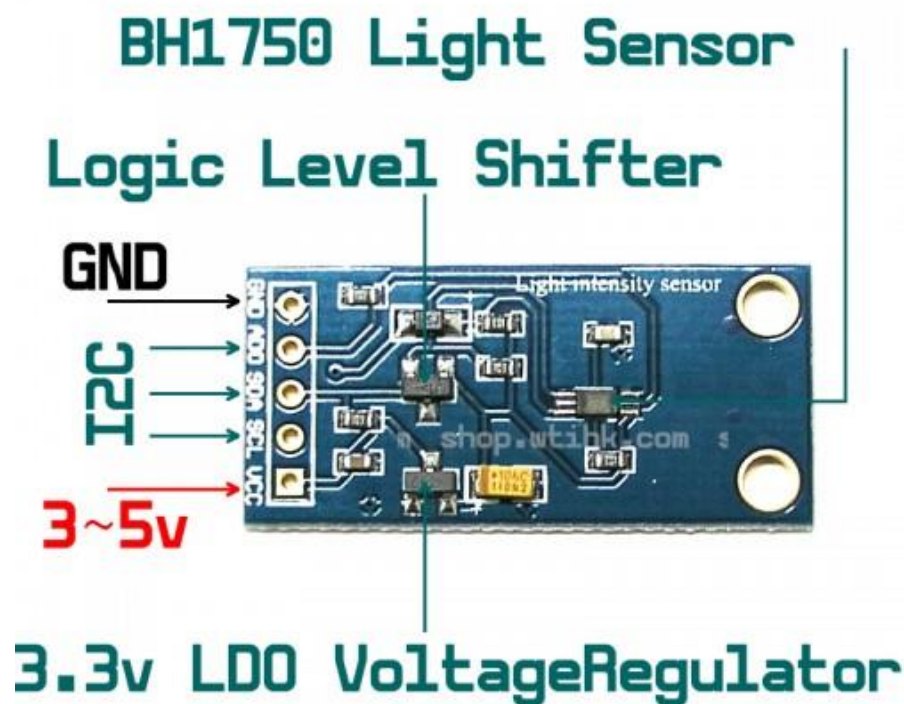 BH1750 Light Sensor
Logic Level Shifter
GND
Light intensity sensor
GND
ADO
I2C
SDA
SCL
shop.wtihk.com
VCC
3~5v
3.3v LDO VoltageRegulator